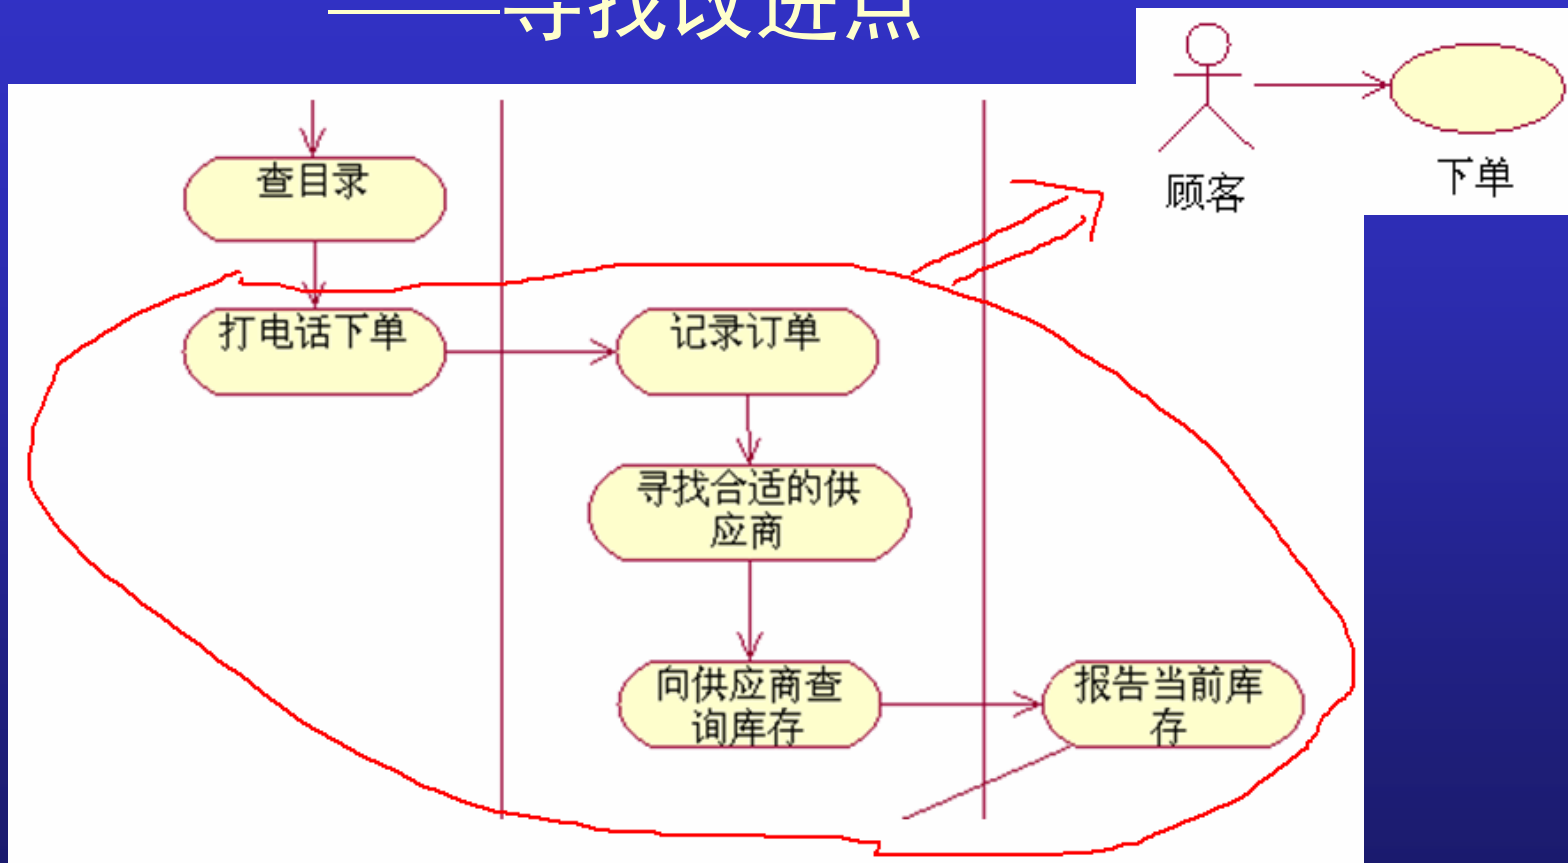 ——寻找改进点
顾客
下单
查目录
打电话下单
记录订单
寻找合适的供
应商
向供应商查
询库存
报告当前库
存